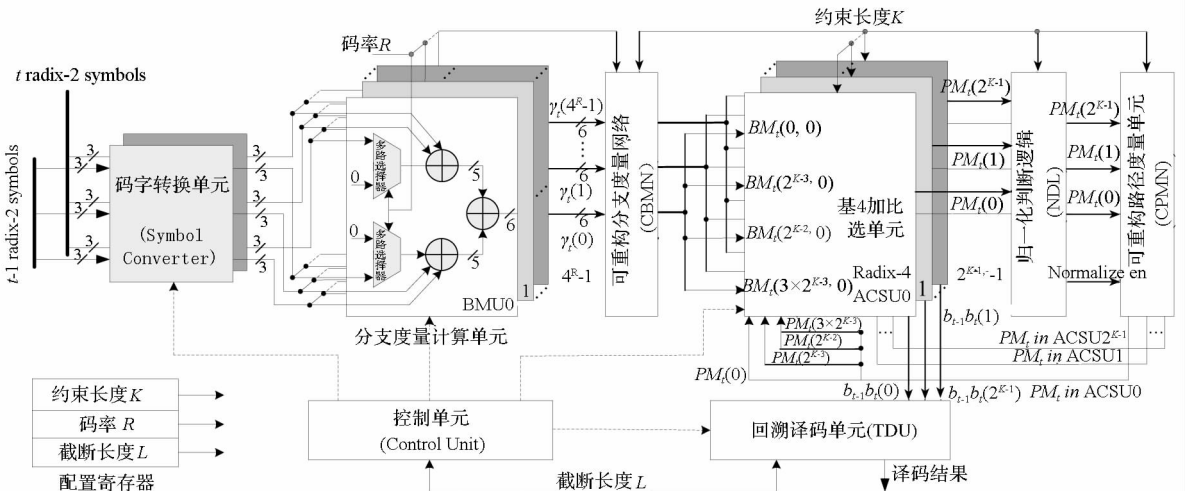 约束长度K
码率R
t radix-2 symbols
t-1 radix-2 symbols
3
3
3
3
3
3
码字转换单元
(Symbol
Converter)
3
3
3
3
3
3
0
多路选择器
0
多路选择器
5
5
6
BMU0
1
分支度量计算单元
γt(4^R-1)
6
6
γt(1)
6
γt(0)
4^R-1
可重构分支度量网络
(CBMN)
BMt(0, 0)
BMt(2^K-3, 0)
BMt(2^K-2, 0)
BMt(3×2^K-3, 0)
基4加比
选单元
Radix-4
ACSU0
1
PMt(2^K-1)
PMt(1)
PMt(0)
归一化判断逻辑
(NDL)
PMt(2^K-1)
PMt(1)
PMt(0)
Normalize en
可重构路径度量单元
(CPMN)
bt-1bt(1)
PMt(3×2^K-3)
PMt(2^K-2)
PMt(2^K-3)
PMt(0)
PMt in ACSU2^K-1
PMt in ACSU1
PMt in ACSU0
bt-1bt(0)
bt-1bt(2^K-1)
约束长度K
码率 R
截断长度L
配置寄存器
控制单元
(Control Unit)
回溯译码单元(TDU)
截断长度 L
译码结果